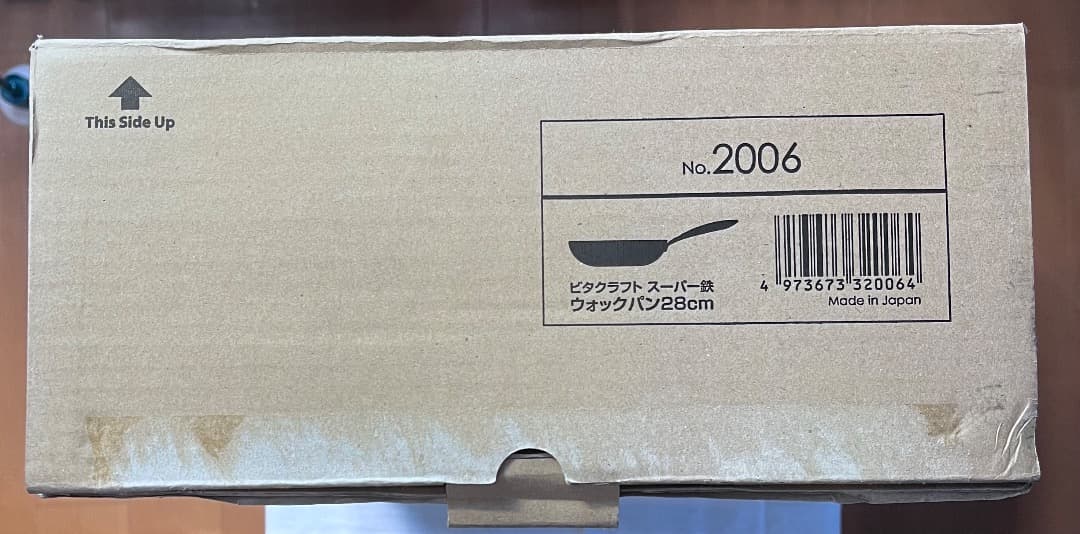 This Side Up
No.2006
ビタクラフト スーパー鉄
ウォックパン28cm
4 973673 320064
Made in Japan